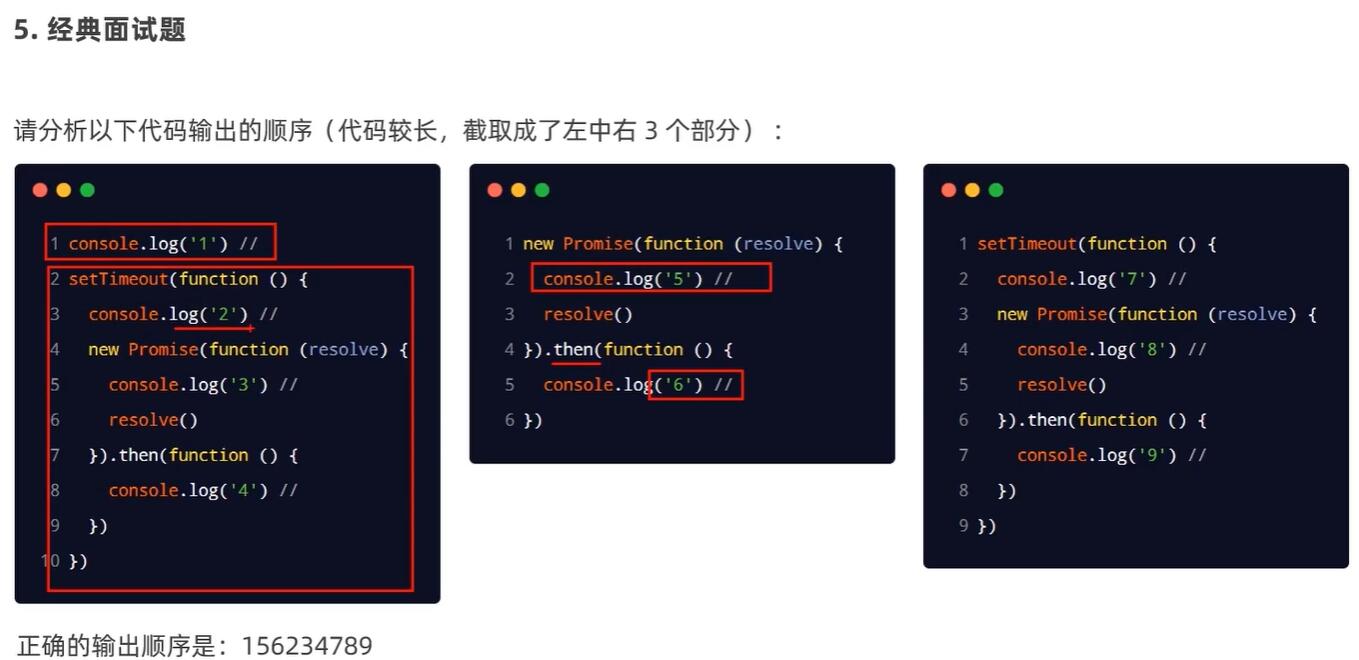 5. 经典面试题
请分析以下代码输出的顺序（代码较长，截取成了左中右 3 个部分）：
1 console.log('1') //
2 setTimeout(function () {
3   console.log('2') //
4   new Promise(function (resolve) {
5     console.log('3') //
6     resolve()
7   }).then(function () {
8     console.log('4') //
9   })
10 })
1 new Promise(function (resolve) {
2   console.log('5') //
3   resolve()
4 }).then(function () {
5   console.log('6') //
6 })
1 setTimeout(function () {
2   console.log('7') //
3   new Promise(function (resolve) {
4     console.log('8') //
5     resolve()
6   }).then(function () {
7     console.log('9') //
8   })
9 })
正确的输出顺序是：156234789